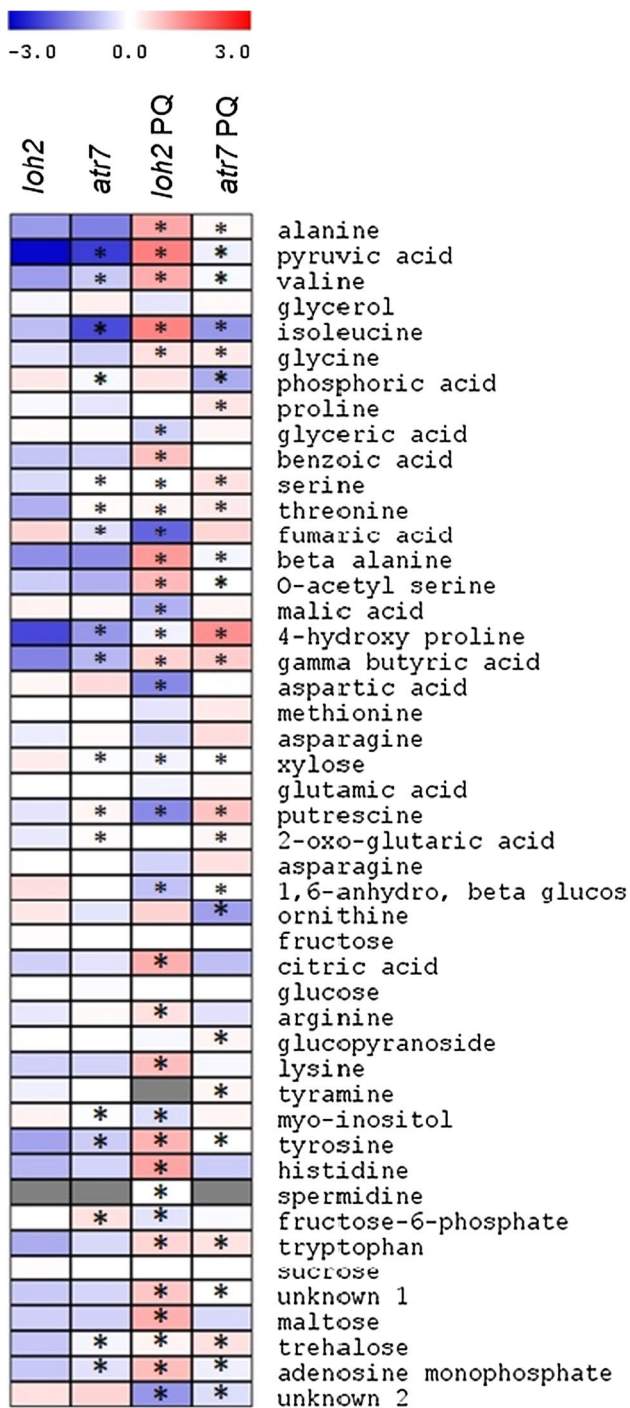 -3.0 0.0 3.0
loh2 atr7 loh2 PQ atr7 PQ
* * alanine
* * * pyruvic acid
* * * valine
glycerol
* * * isoleucine
* * glycine
* * phosphoric acid
* proline
* glyceric acid
* benzoic acid
* * * serine
* * * threonine
* * fumaric acid
* * beta alanine
* * O-acetyl serine
* malic acid
* * * 4-hydroxy proline
* * * gamma butyric acid
* aspartic acid
methionine
asparagine
* * * xylose
glutamic acid
* * * putrescine
* * 2-oxo-glutaric acid
asparagine
* * 1,6-anhydro, beta glucos
* ornithine
fructose
* citric acid
glucose
* arginine
* glucopyranoside
* lysine
* tyramine
* * myo-inositol
* * * tyrosine
* histidine
* spermidine
* * fructose-6-phosphate
* * tryptophan
sucrose
* * unknown 1
* maltose
* * * trehalose
* * * adenosine monophosphate
* * unknown 2